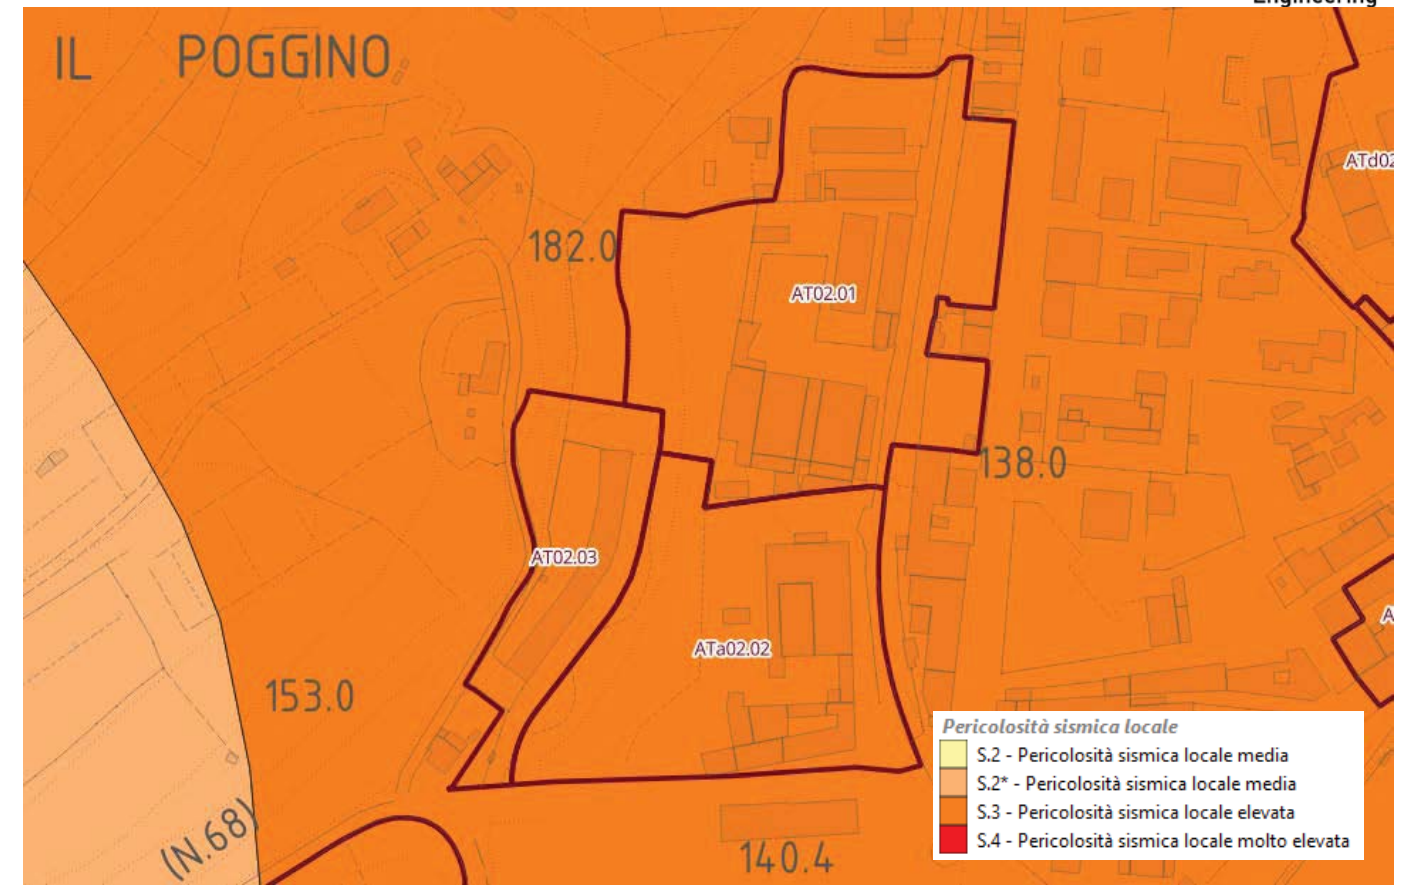 Engineering
IL POGGINO
ATd02
182.0
AT02.01
138.0
AT02.03
A
ATa02.02
153.0
Pericolosità sismica locale
S.2 - Pericolosità sismica locale media
S.2* - Pericolosità sismica locale media
S.3 - Pericolosità sismica locale elevata
S.4 - Pericolosità sismica locale molto elevata
(N.68)
140.4